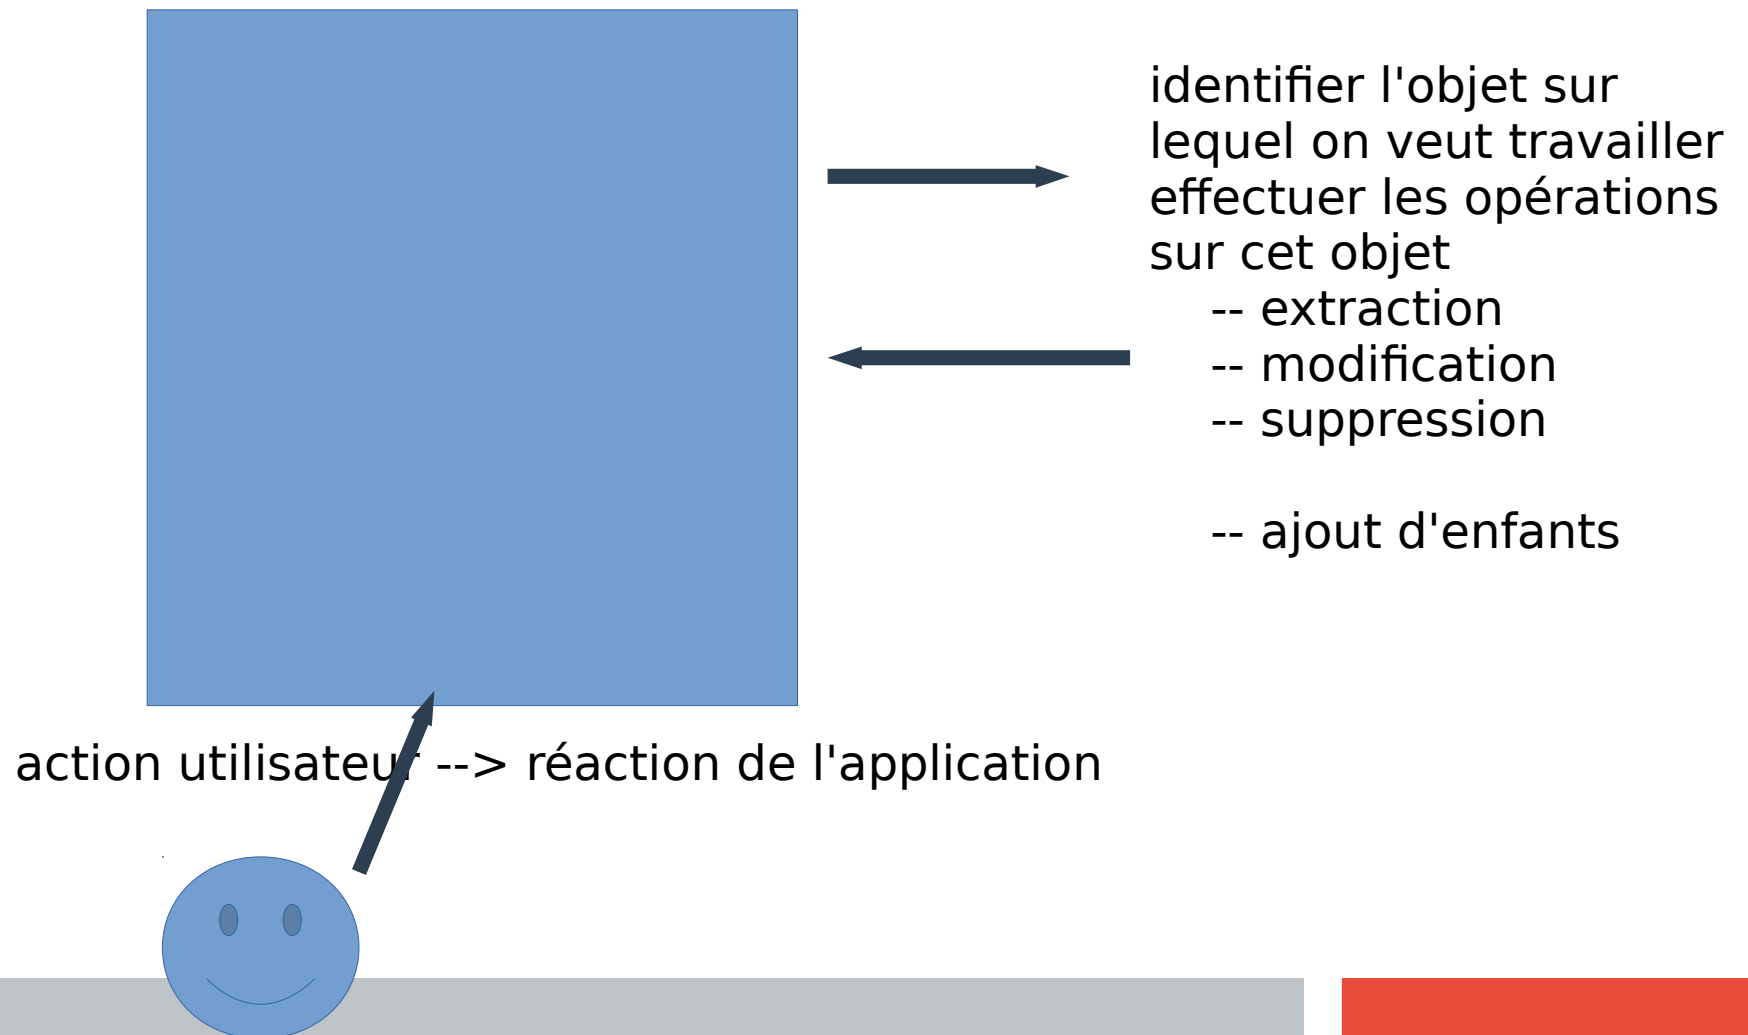 identifier l'objet sur
lequel on veut travailler
effectuer les opérations
sur cet objet
-- extraction
-- modification
-- suppression
-- ajout d'enfants
action utilisateur --> réaction de l'application